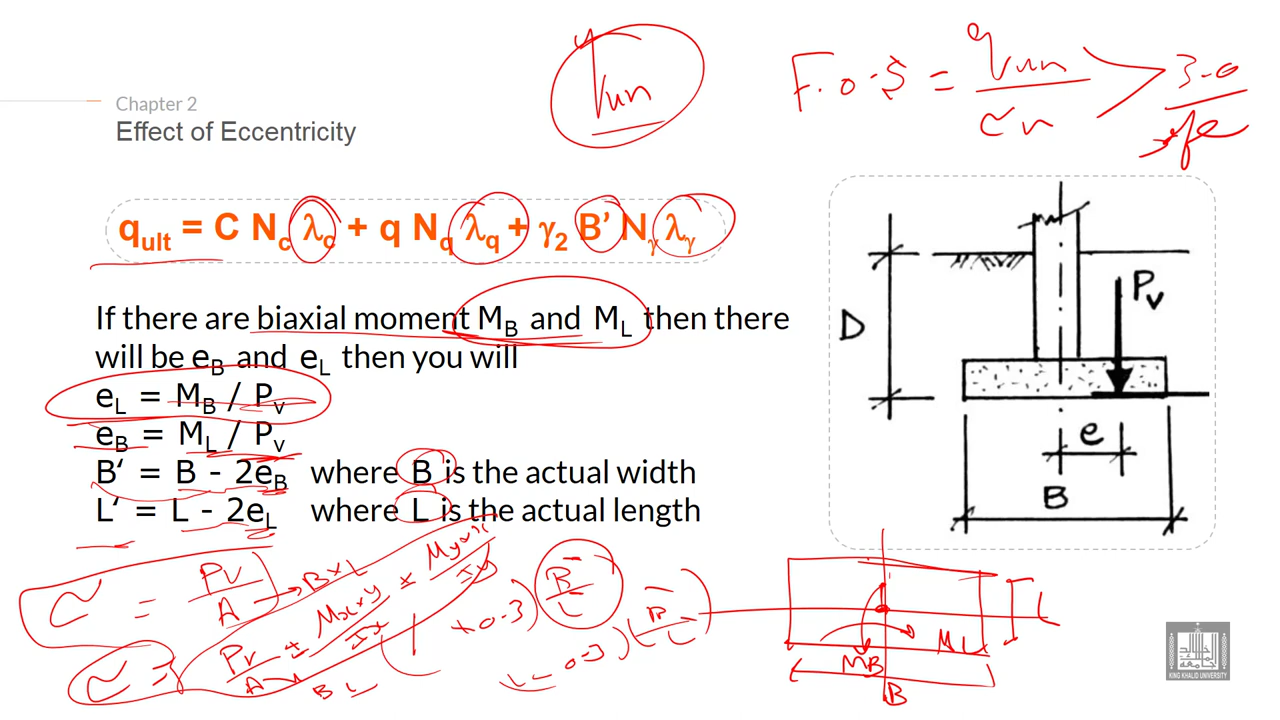 Chapter 2
Effect of Eccentricity
qult = C Nc λc + q Nq λq + γ2 B’ Nγ λγ
If there are biaxial moment MB and ML then there
will be eB and eL then you will
eL = MB / Pv
eB = ML / Pv
B‘ = B - 2eB where B is the actual width
L‘ = L - 2eL where L is the actual length
qun
F.o.S = qun / σn > 3.0
D
Pv
e
B
σ = Pv / A → B×L
σ = Pv / A ± Mx×y / Ix ± My×x / Iy
B L
B / L
B / L
L
ML
MB
B
KING KHALID UNIVERSITY